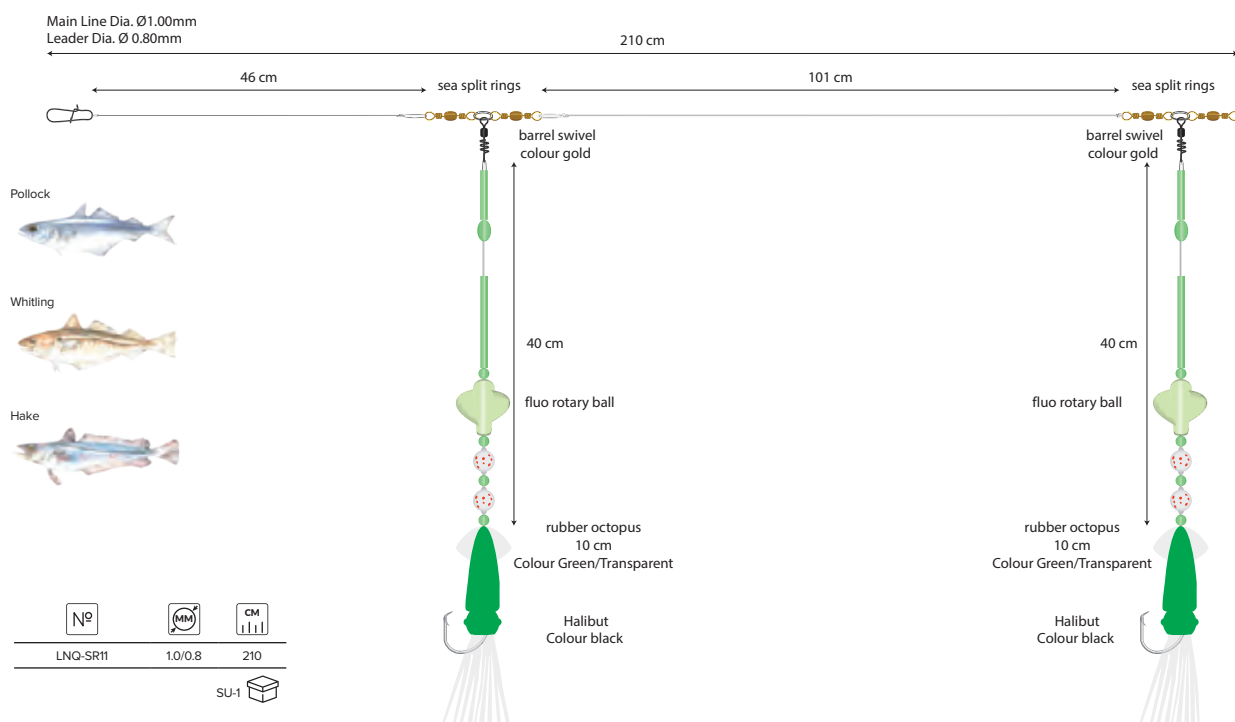 Main Line Dia. Ø1.00mm
Leader Dia. Ø 0.80mm
210 cm
46 cm
sea split rings
101 cm
sea split rings
barrel swivel
colour gold
barrel swivel
colour gold
Pollock
Whitling
Hake
40 cm
40 cm
fluo rotary ball
fluo rotary ball
rubber octopus
10 cm
Colour Green/Transparent
rubber octopus
10 cm
Colour Green/Transparent
Halibut
Colour black
Halibut
Colour black
Nº MM CM
LNQ-SR11 1.0/0.8 210
SU-1